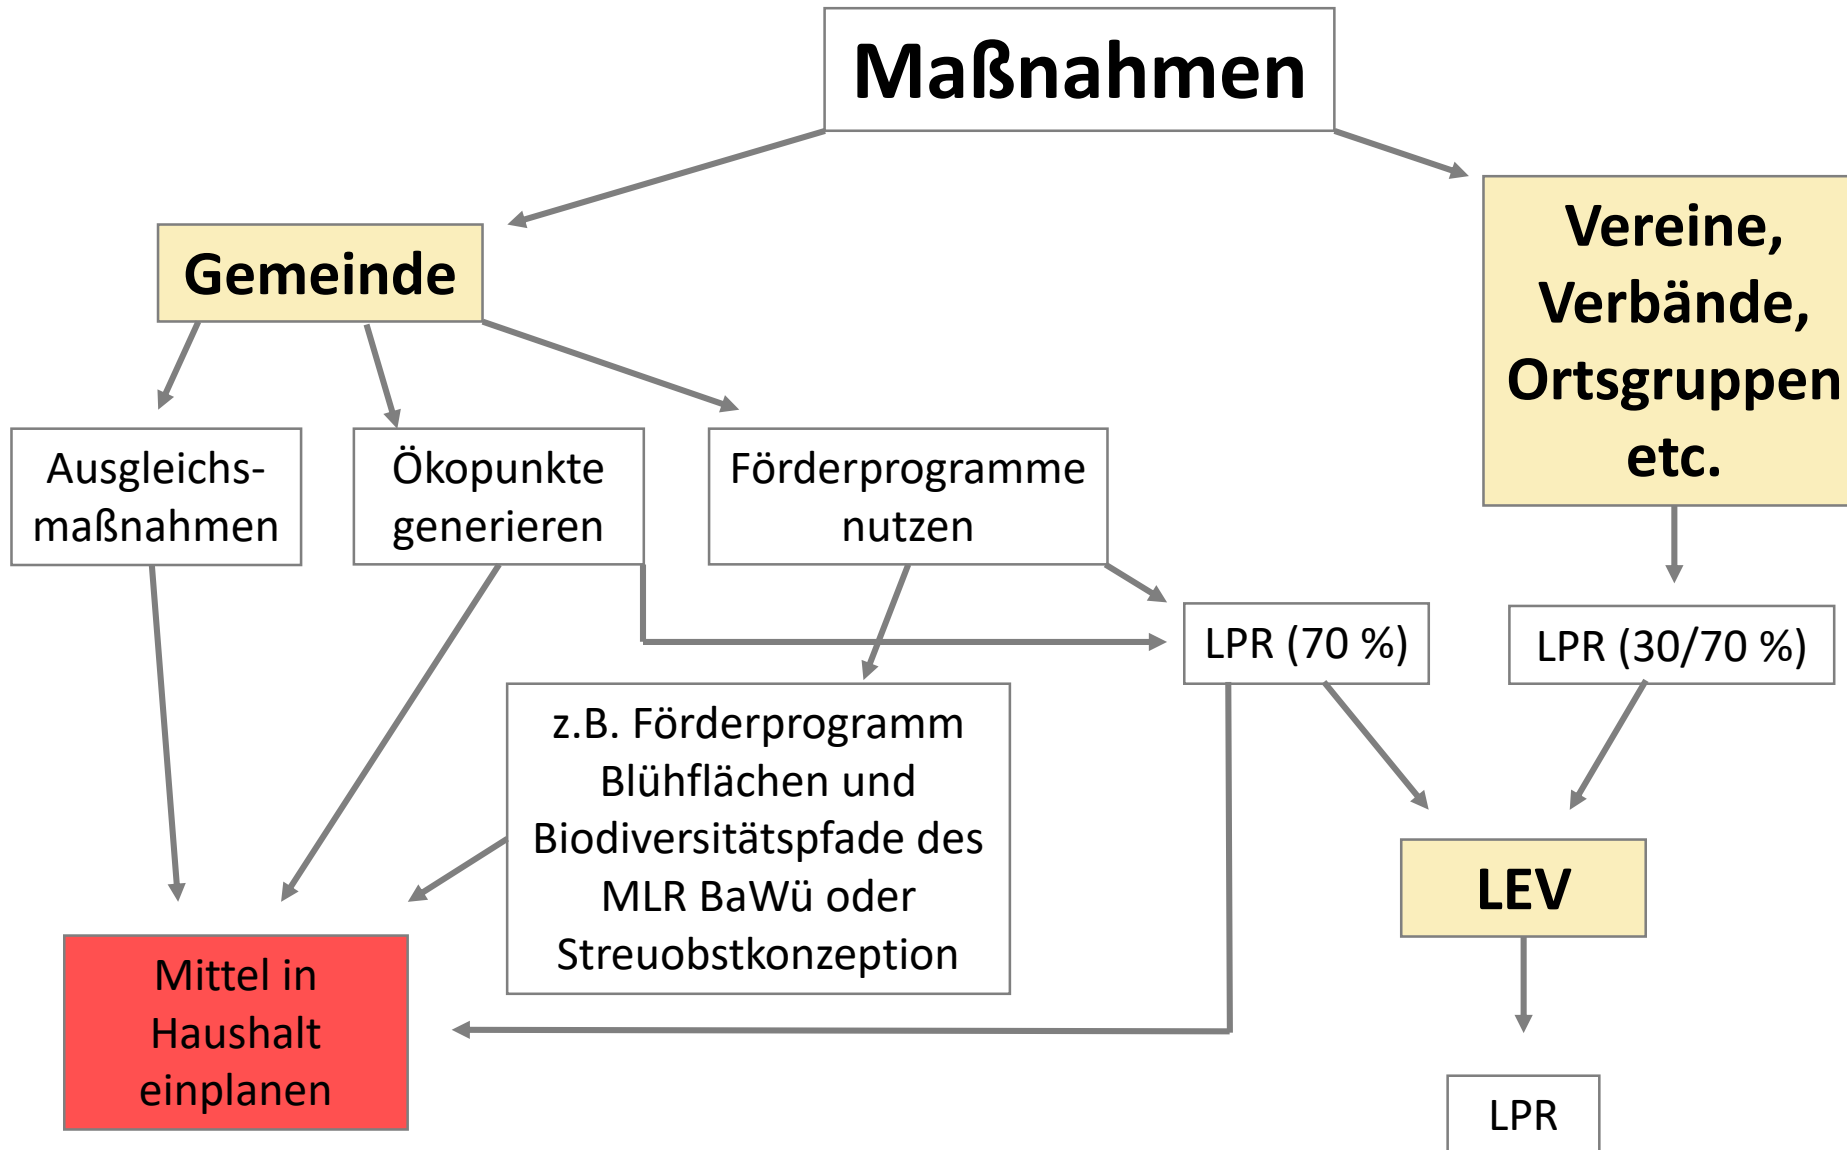 Maßnahmen
Gemeinde
Vereine,
Verbände,
Ortsgruppen
etc.
Ausgleichs-
maßnahmen
Ökopunkte
generieren
Förderprogramme
nutzen
LPR (70 %)
LPR (30/70 %)
z.B. Förderprogramm
Blühflächen und
Biodiversitätspfade des
MLR BaWü oder
Streuobstkonzeption
LEV
Mittel in
Haushalt
einplanen
LPR